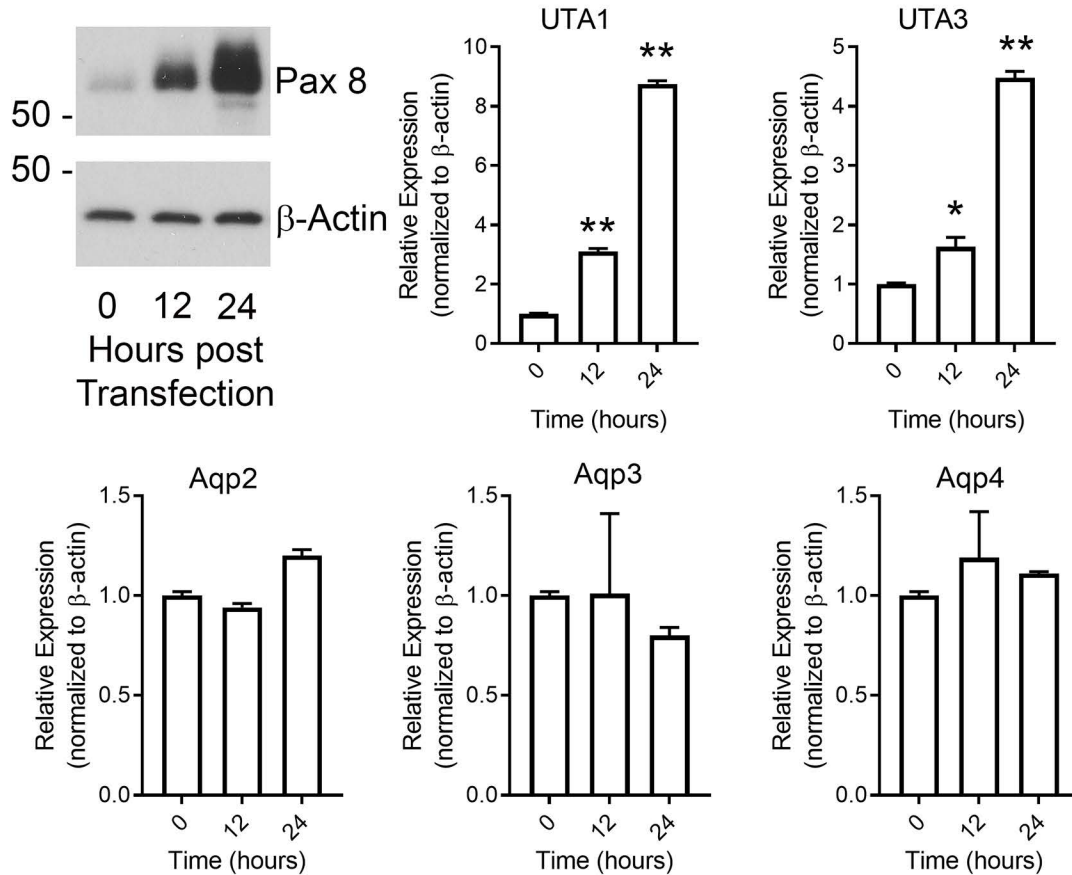 Pax 8
50 -
50 -
β-Actin
0 12 24
Hours post
Transfection
UTA1
Relative Expression
(normalized to β-actin)
10
8
6
4
2
0
**
**
0 12 24
Time (hours)
UTA3
Relative Expression
(normalized to β-actin)
5
4
3
2
1
0
*
**
0 12 24
Time (hours)
Aqp2
Relative Expression
(normalized to β-actin)
1.5
1.0
0.5
0.0
0 12 24
Time (hours)
Aqp3
Relative Expression
(normalized to β-actin)
1.5
1.0
0.5
0.0
0 12 24
Time (hours)
Aqp4
Relative Expression
(normalized to β-actin)
1.5
1.0
0.5
0.0
0 12 24
Time (hours)